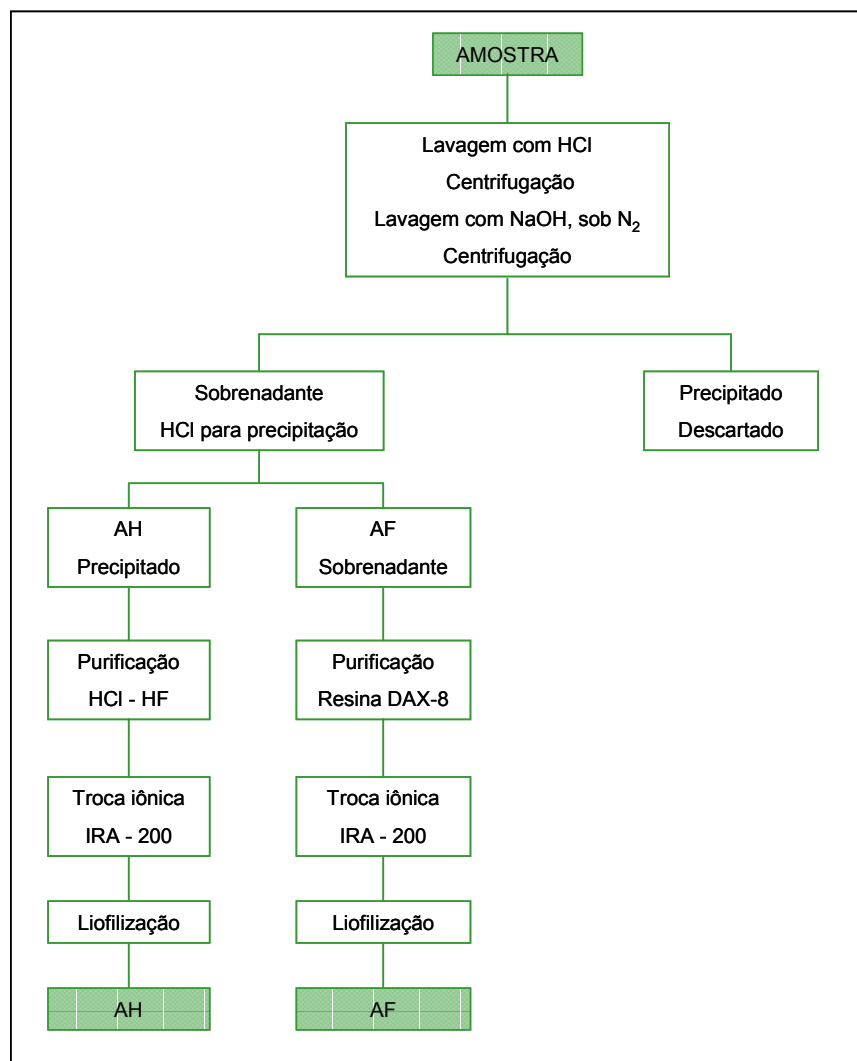 AMOSTRA
Lavagem com HCl
Centrifugação
Lavagem com NaOH, sob N₂
Centrifugação
Sobrenadante
HCl para precipitação
Precipitado
Descartado
AH
Precipitado
AF
Sobrenadante
Purificação
HCl - HF
Purificação
Resina DAX-8
Troca iônica
IRA - 200
Troca iônica
IRA - 200
Liofilização
Liofilização
AH
AF